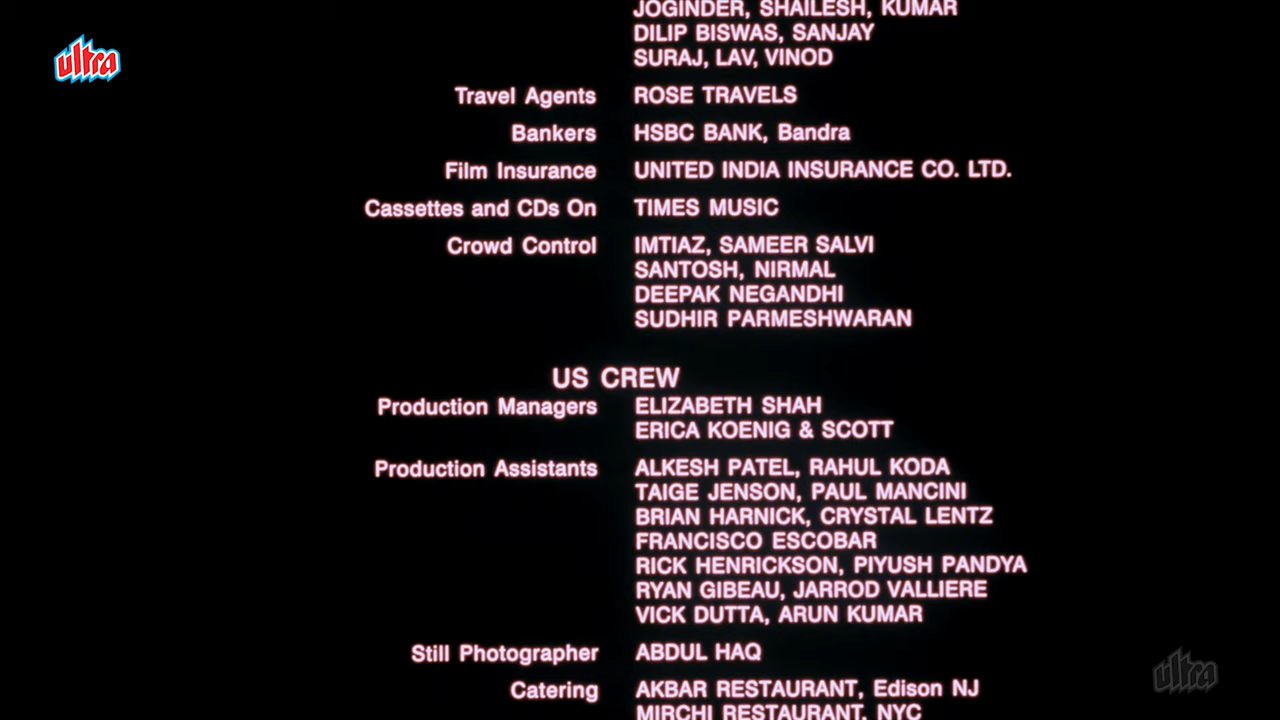 JOGINDER, SHAILESH, KUMAR
DILIP BISWAS, SANJAY
SURAJ, LAV, VINOD
ultra
Travel Agents ROSE TRAVELS
Bankers HSBC BANK, Bandra
Film Insurance UNITED INDIA INSURANCE CO. LTD.
Cassettes and CDs On TIMES MUSIC
Crowd Control IMTIAZ, SAMEER SALVI
SANTOSH, NIRMAL
DEEPAK NEGANDHI
SUDHIR PARMESHWARAN
US CREW
Production Managers ELIZABETH SHAH
ERICA KOENIG & SCOTT
Production Assistants ALKESH PATEL, RAHUL KODA
TAIGE JENSON, PAUL MANCINI
BRIAN HARNICK, CRYSTAL LENTZ
FRANCISCO ESCOBAR
RICK HENRICKSON, PIYUSH PANDYA
RYAN GIBEAU, JARROD VALLIERE
VICK DUTTA, ARUN KUMAR
Still Photographer ABDUL HAQ
Catering AKBAR RESTAURANT, Edison NJ
MIRCHI RESTAURANT, NYC
ultra